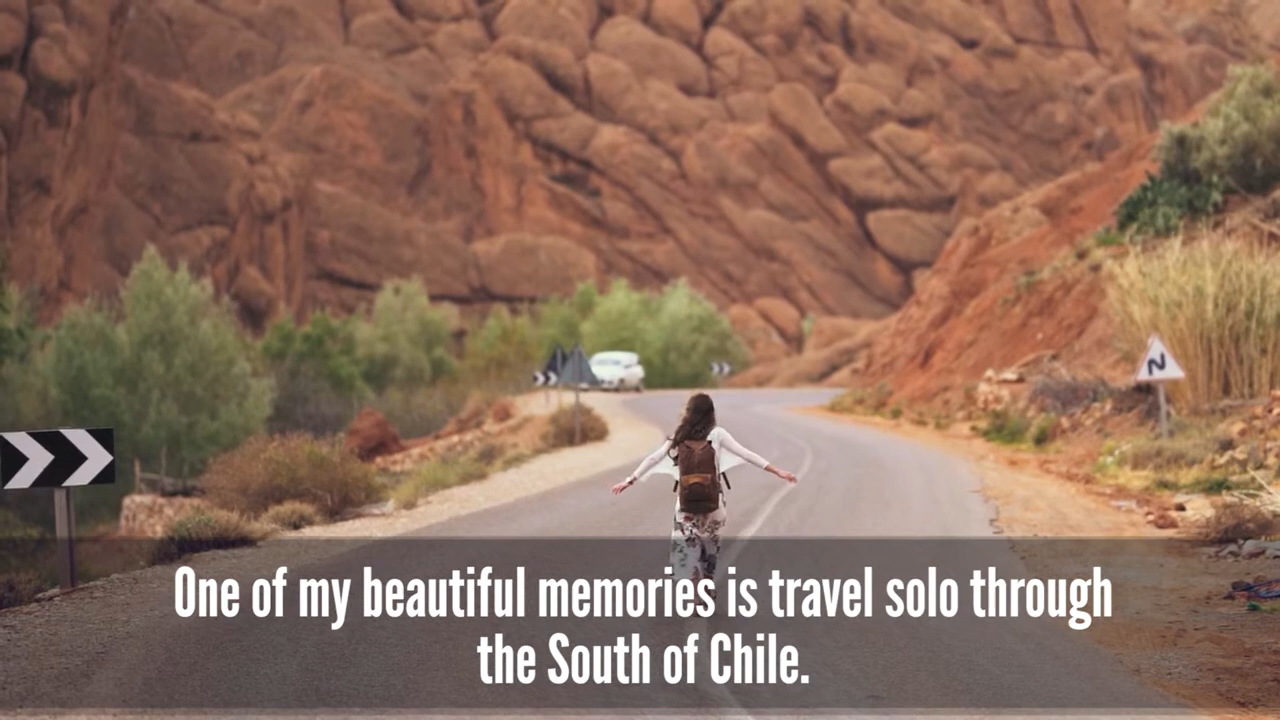 One of my beautiful memories is travel solo through
the South of Chile.